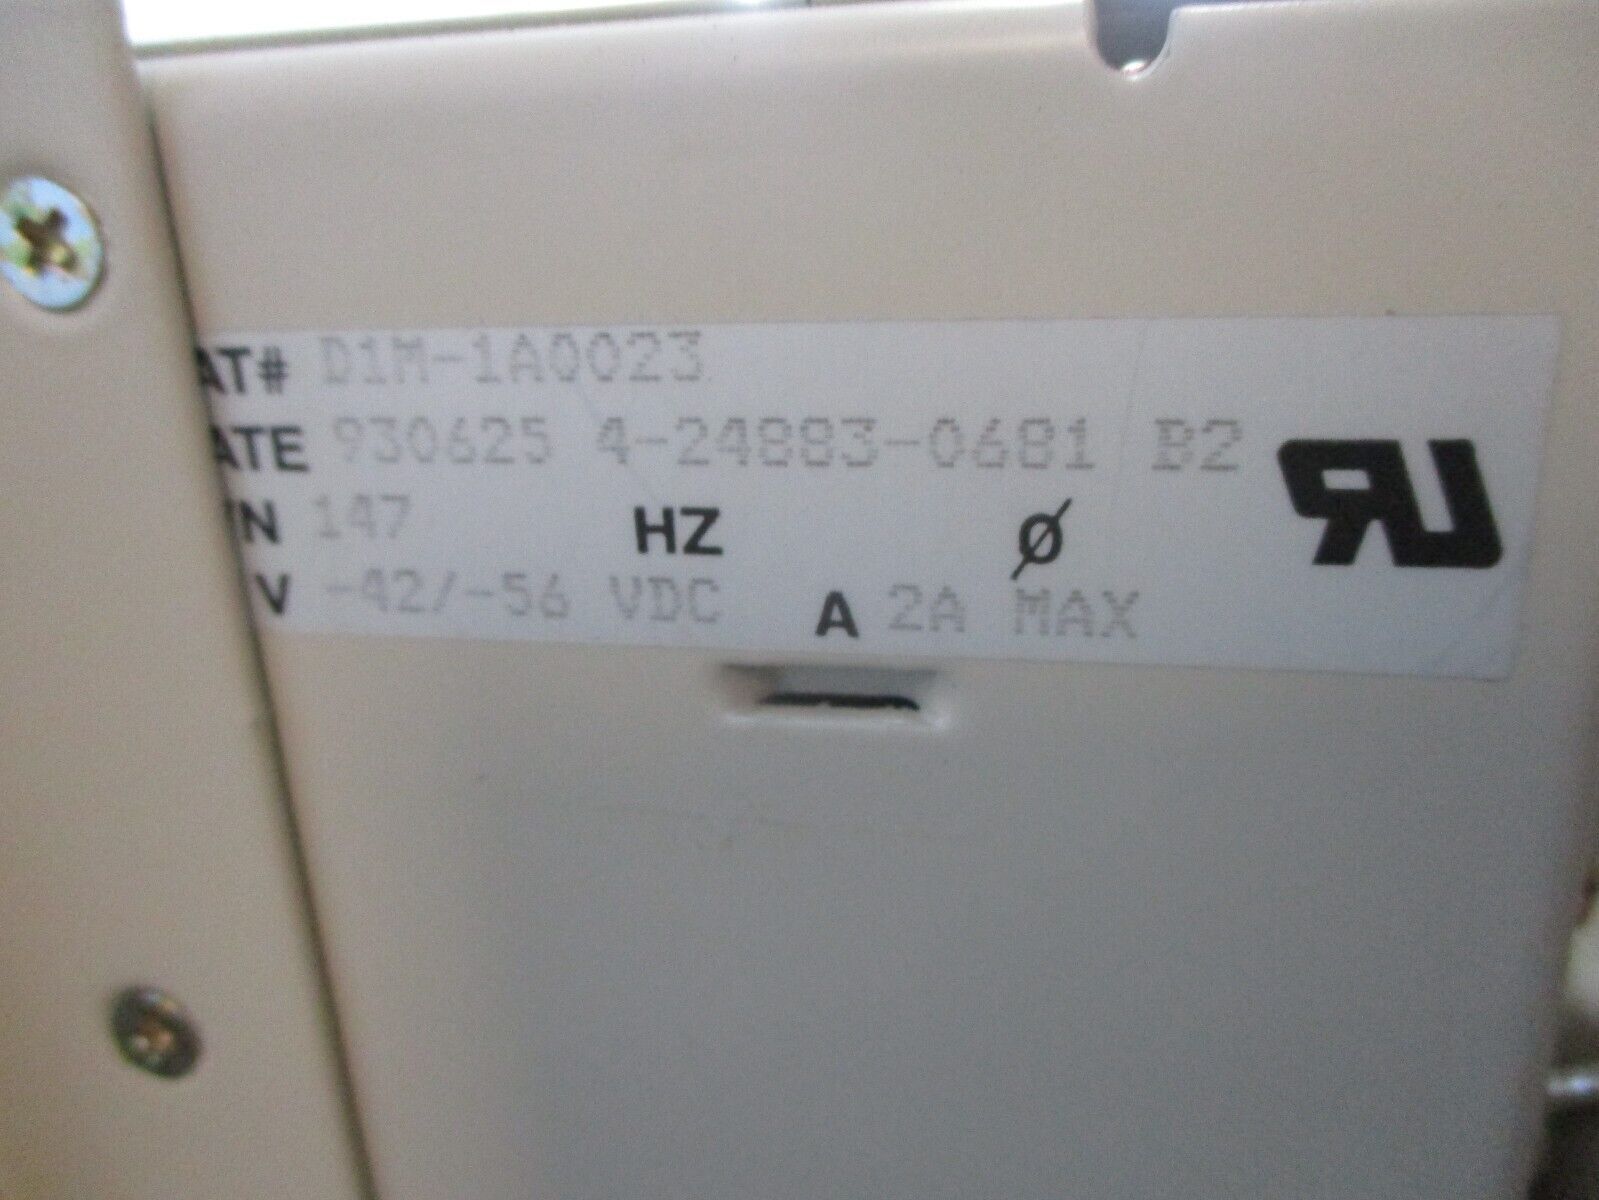 AT# D1M-1A0023
ATE 930625 4-24883-0681 B2
/N 147 HZ Ø
V -42/-56 VDC A 2A MAX